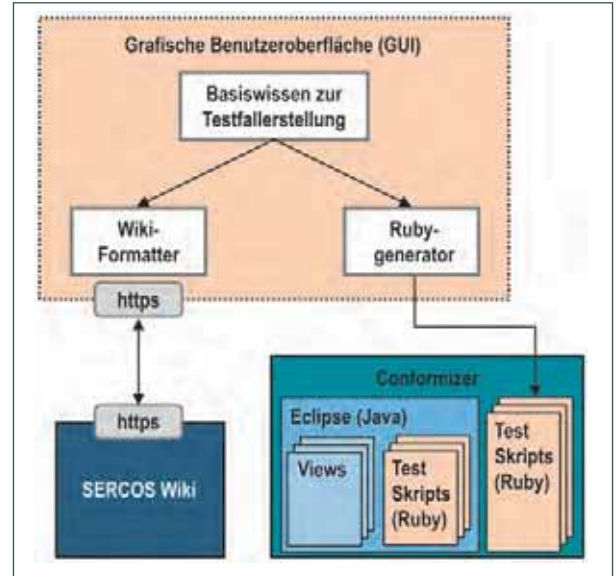 Grafische Benutzeroberfläche (GUI)
Basiswissen zur
Testfallerstellung
Wiki-
Formatter
Ruby-
generator
https
https
SERCOS Wiki
Conformizer
Eclipse (Java)
Views
Test
Skripts
(Ruby)
Test
Skripts
(Ruby)